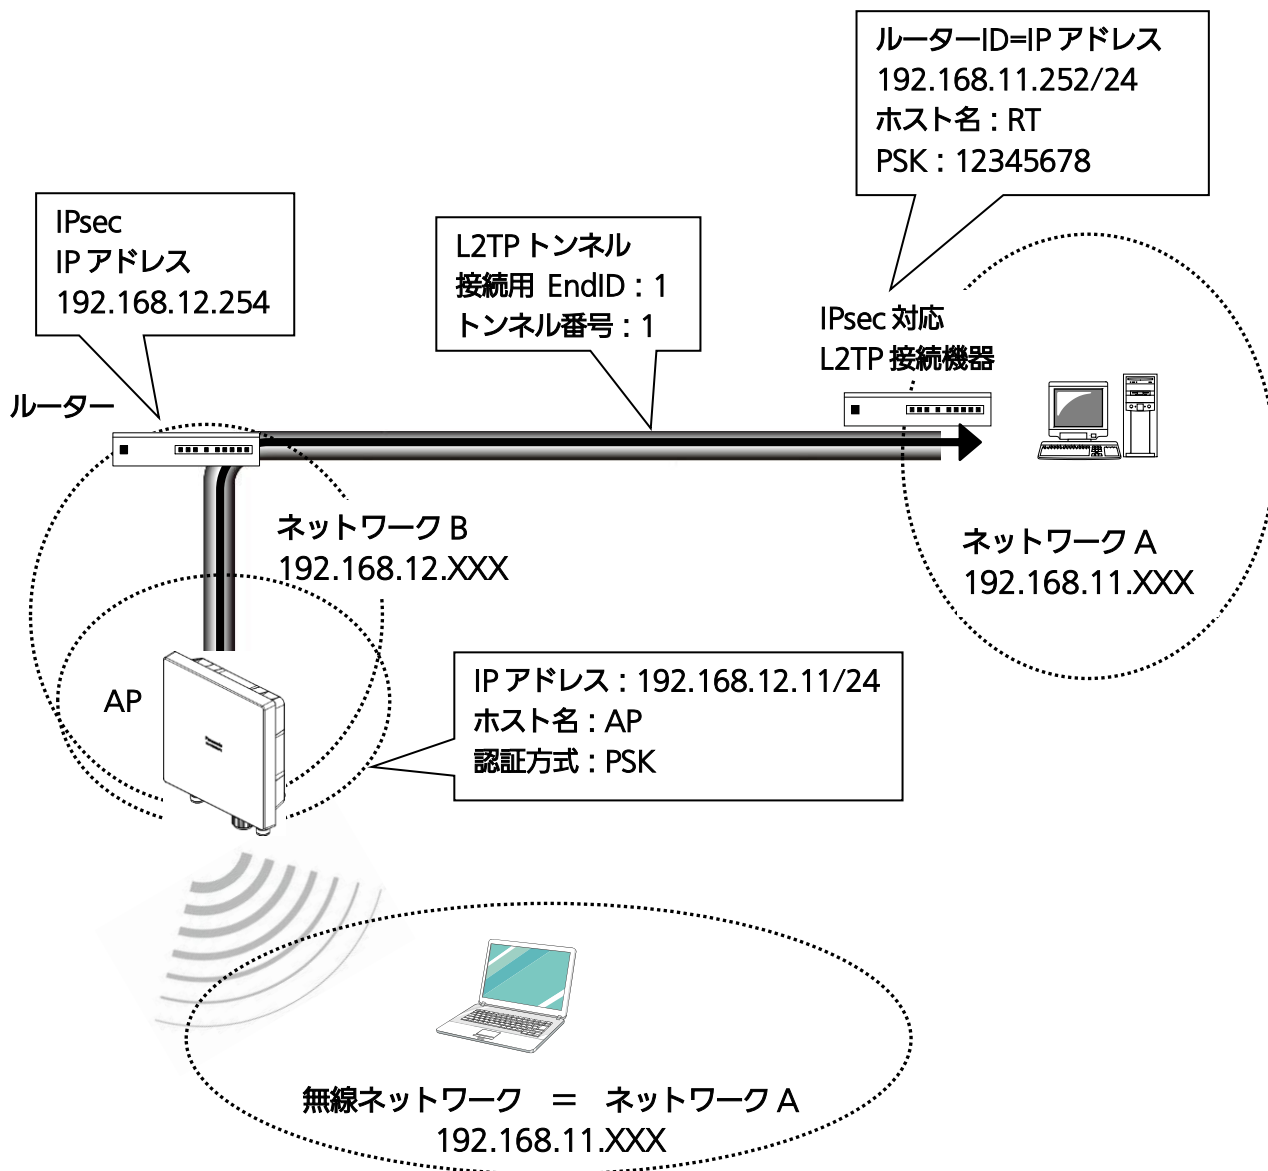 ルーターID=IP アドレス
192.168.11.252/24
ホスト名：RT
PSK：12345678
IPsec
IP アドレス
192.168.12.254
L2TP トンネル
接続用 EndID：1
トンネル番号：1
IPsec 対応
L2TP 接続機器
ルーター
ネットワーク B
192.168.12.XXX
ネットワーク A
192.168.11.XXX
AP
IP アドレス：192.168.12.11/24
ホスト名：AP
認証方式：PSK
無線ネットワーク ＝ ネットワーク A
192.168.11.XXX